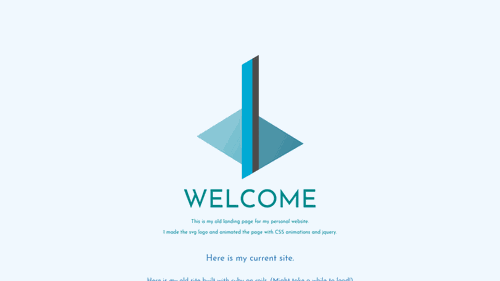 WELCOME
This is my old landing page for my personal website.
I made the svg logo and animated the page with CSS animations and jquery.
Here is my current site.
Here is my old site built with ruby on rails. (Might take a while to load!)